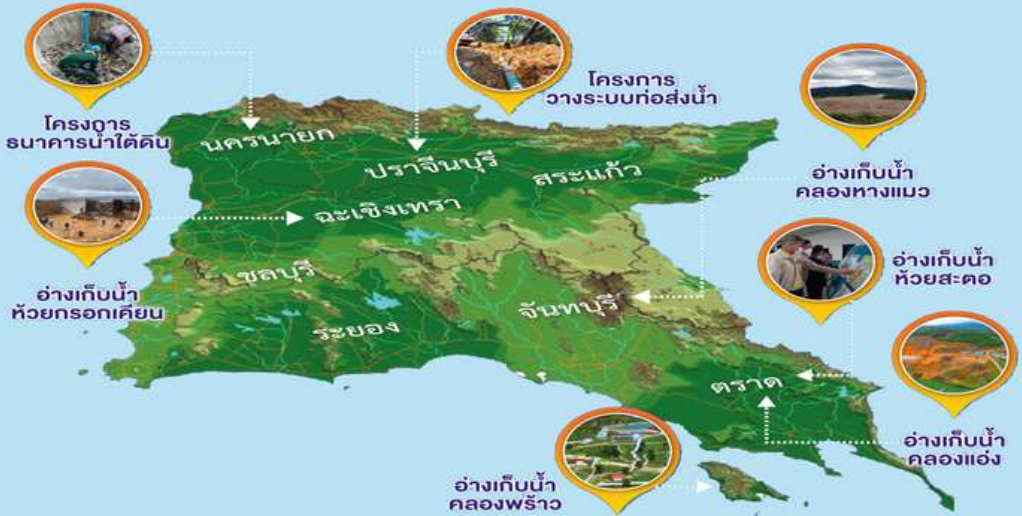 โครงการ
ธนาคารน้ำใต้ดิน
โครงการ
วางระบบท่อส่งน้ำ
อ่างเก็บน้ำ
คลองหางแมว
นครนายก
ปราจีนบุรี
สระแก้ว
ฉะเชิงเทรา
อ่างเก็บน้ำ
ห้วยกรอกเคียน
ชลบุรี
ระยอง
จันทบุรี
อ่างเก็บน้ำ
ห้วยสะตอ
ตราด
อ่างเก็บน้ำ
คลองแอ่ง
อ่างเก็บน้ำ
คลองพร้าว